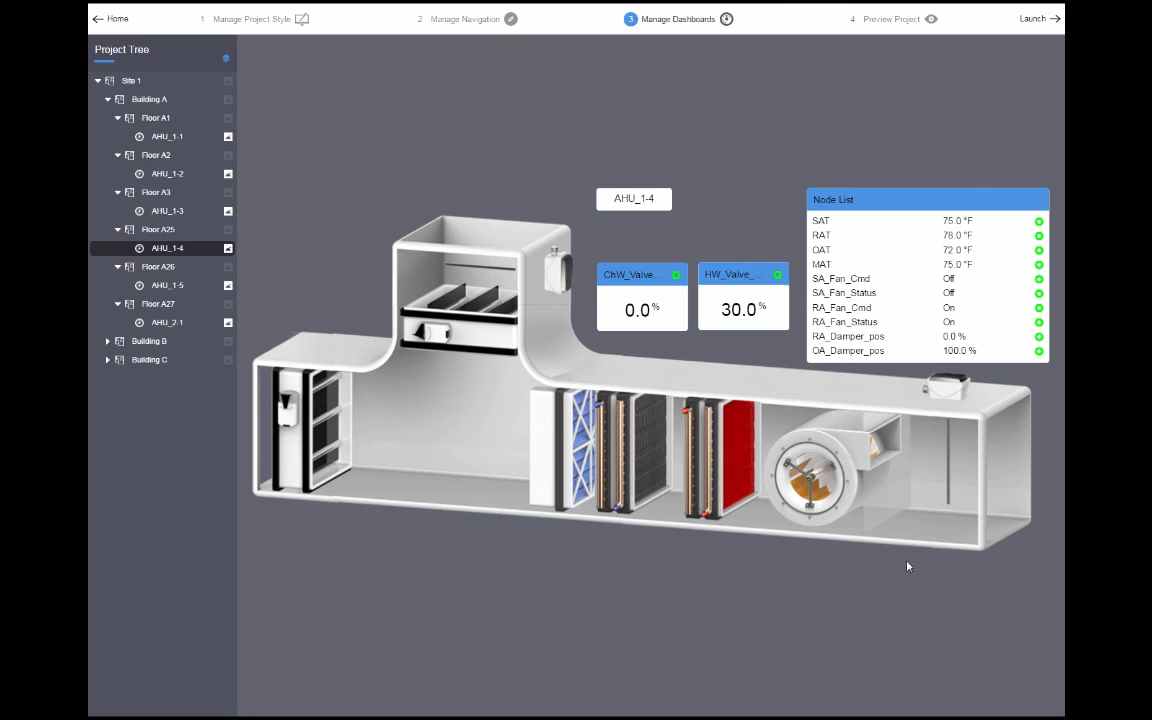 Home
1 Manage Project Style
2 Manage Navigation
3 Manage Dashboards
4 Preview Project
Launch
Project Tree
Site 1
Building A
Floor A1
AHU_1-1
Floor A2
AHU_1-2
Floor A3
AHU_1-3
Floor A25
AHU_1-4
Floor A26
AHU_1-5
Floor A27
AHU_2-1
Building B
Building C
AHU_1-4
ChW_Valve...
0.0 %
HW_Valve_...
30.0 %
Node List
SAT 75.0 °F
RAT 78.0 °F
OAT 72.0 °F
MAT 75.0 °F
SA_Fan_Cmd Off
SA_Fan_Status Off
RA_Fan_Cmd On
RA_Fan_Status On
RA_Damper_pos 0.0 %
OA_Damper_pos 100.0 %